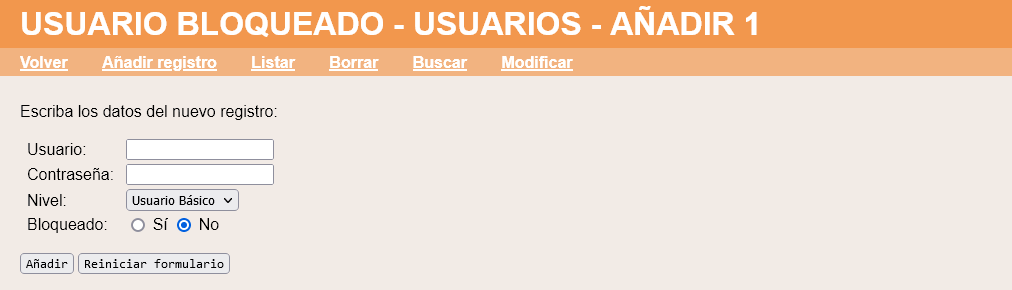 USUARIO BLOQUEADO - USUARIOS - AÑADIR 1
Volver Añadir registro Listar Borrar Buscar Modificar
Escriba los datos del nuevo registro:
Usuario:
Contraseña:
Nivel: Usuario Básico
Bloqueado: Sí No
Añadir Reiniciar formulario